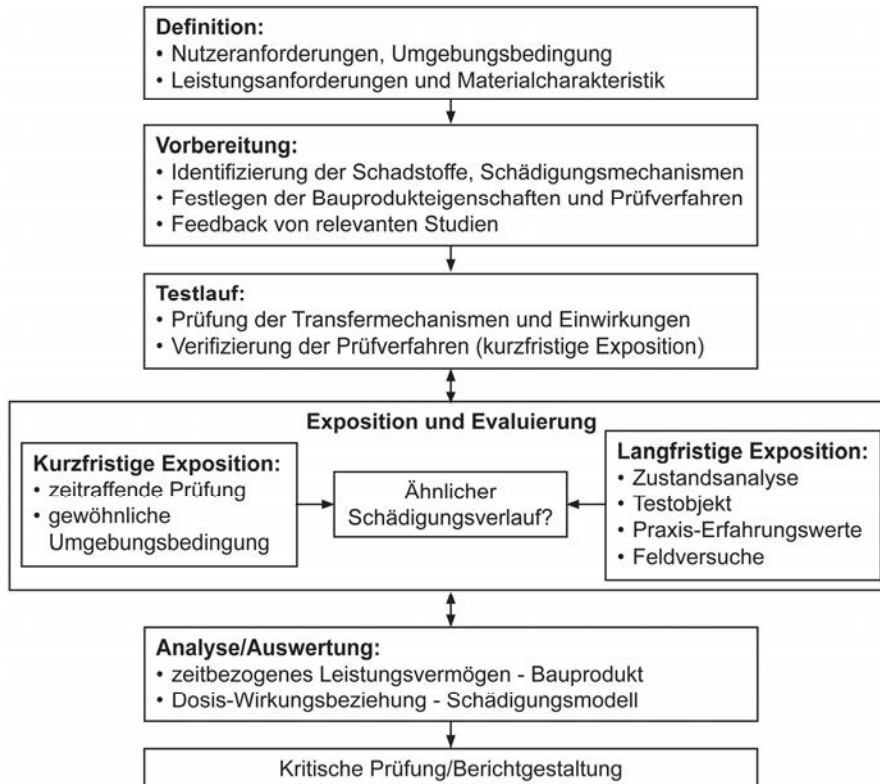 Definition:
• Nutzeranforderungen, Umgebungsbedingung
• Leistungsanforderungen und Materialcharakteristik
Vorbereitung:
• Identifizierung der Schadstoffe, Schädigungsmechanismen
• Festlegen der Bauprodukteigenschaften und Prüfverfahren
• Feedback von relevanten Studien
Testlauf:
• Prüfung der Transfermechanismen und Einwirkungen
• Verifizierung der Prüfverfahren (kurzfristige Exposition)
Exposition und Evaluierung
Kurzfristige Exposition:
• zeitraffende Prüfung
• gewöhnliche
Umgebungsbedingung
Ähnlicher
Schädigungsverlauf?
Langfristige Exposition:
• Zustandsanalyse
• Testobjekt
• Praxis-Erfahrungswerte
• Feldversuche
Analyse/Auswertung:
• zeitbezogenes Leistungsvermögen - Bauprodukt
• Dosis-Wirkungsbeziehung - Schädigungsmodell
Kritische Prüfung/Berichtgestaltung